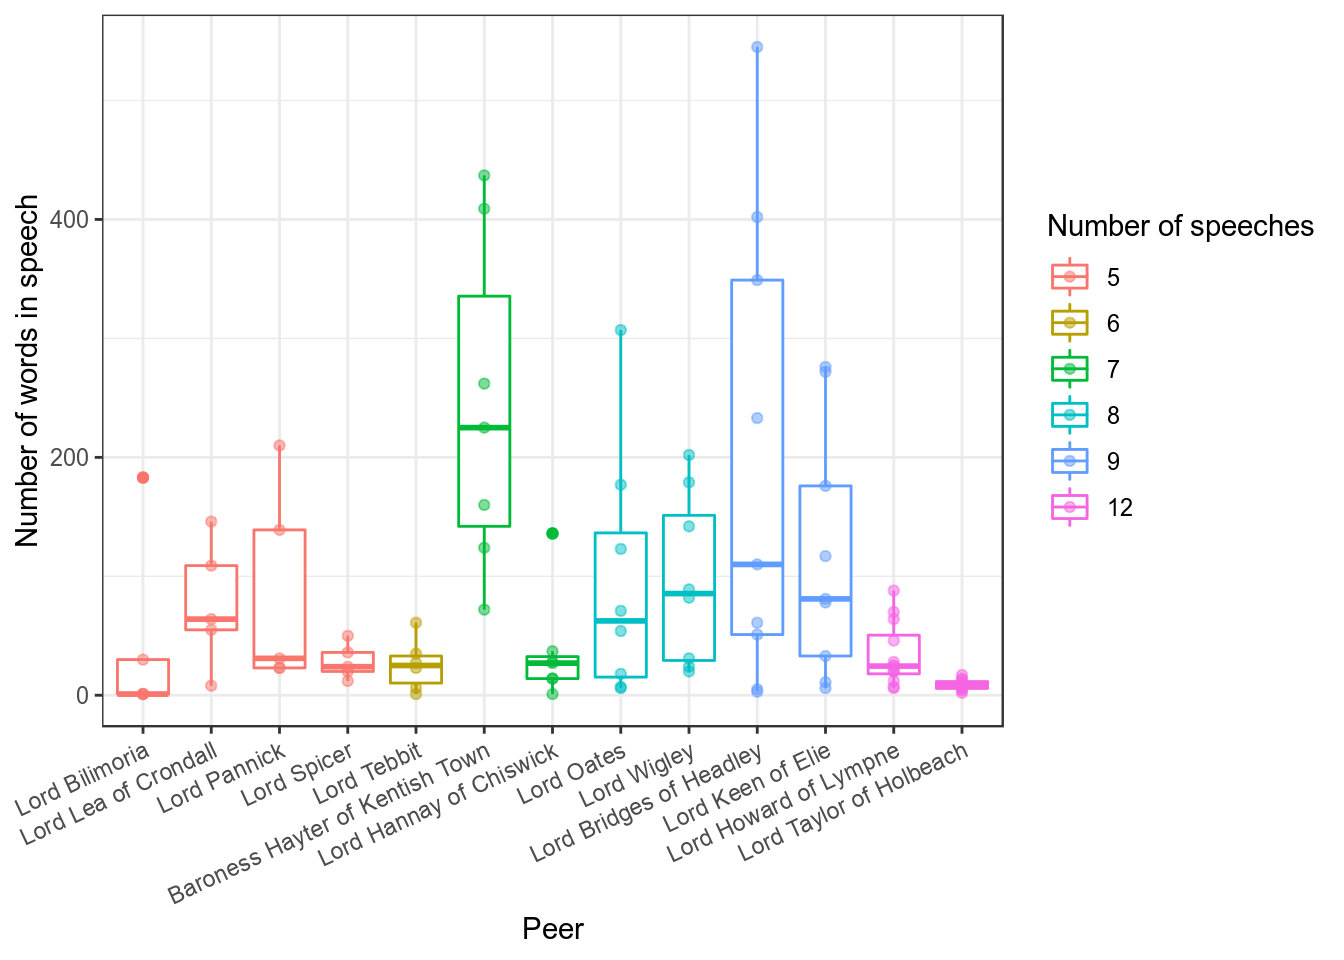 Number of words in speech
400
200
0
Lord Bilimoria
Lord Lea of Crondall
Lord Pannick
Lord Spicer
Lord Tebbit
Baroness Hayter of Kentish Town
Lord Hannay of Chiswick
Lord Oates
Lord Wigley
Lord Bridges of Headley
Lord Keen of Elie
Lord Howard of Lympne
Lord Taylor of Holbeach
Peer
Number of speeches
5
6
7
8
9
12